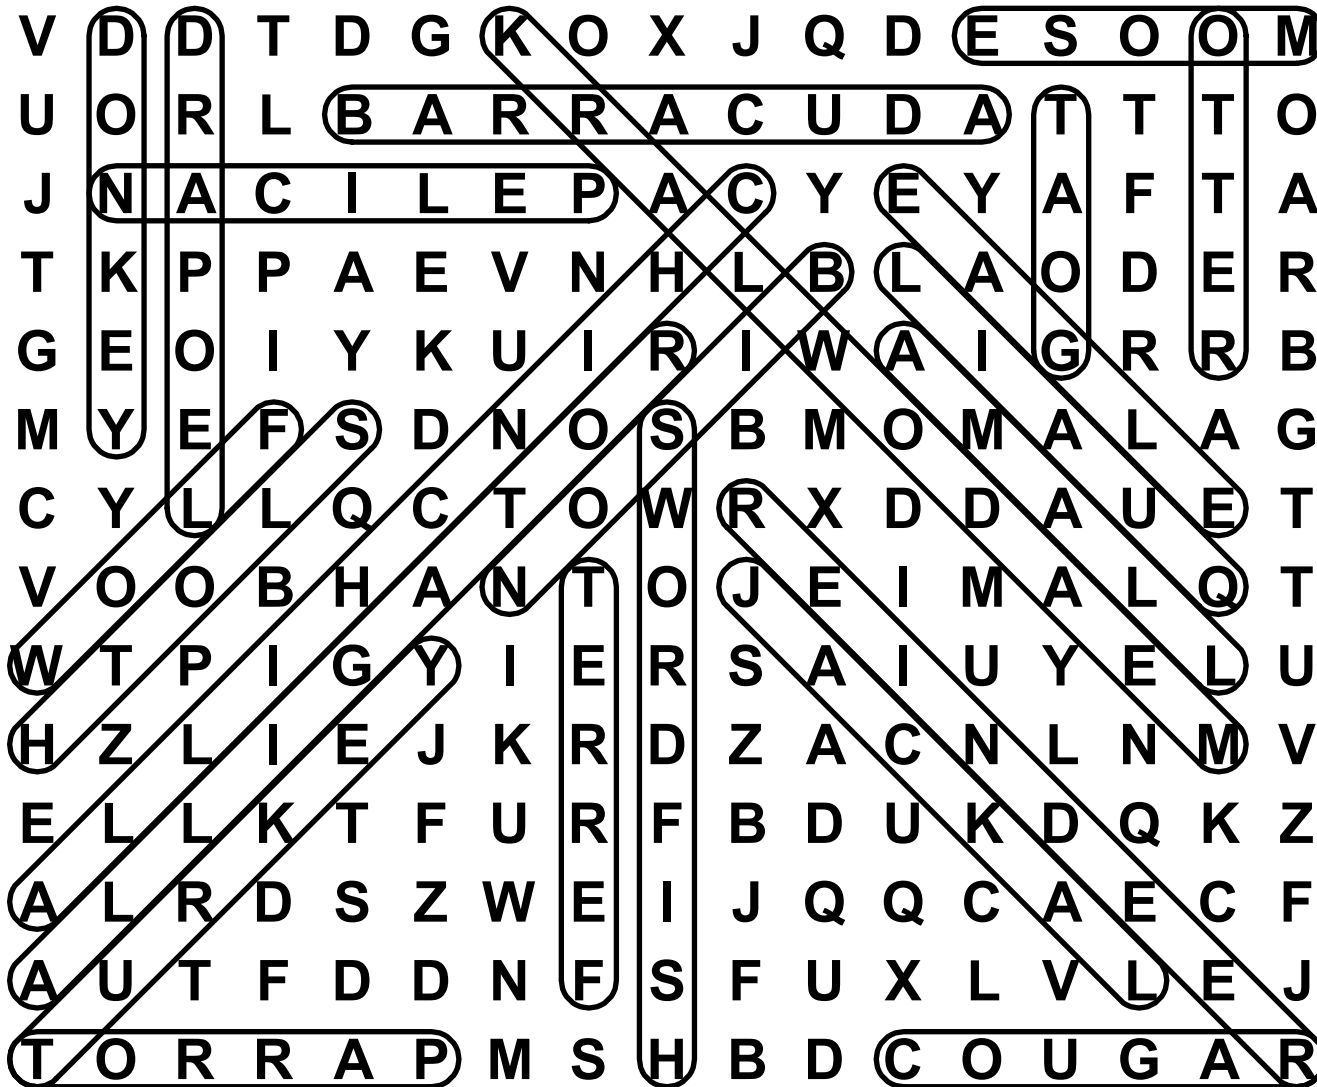 V D D T D G K O X J Q D E S O O M
U O R L B A R R A C U D A T T T O
J N A C I L E P A C Y E Y A F T A
T K P P A E V N H L B L A O D E R
G E O I Y K U I R I W A I G R R B
M Y E F S D N O S B M O M A L A G
C Y L L Q C T O W R X D D A U E T
V O O B H A N T O J E I M A L Q T
W T P I G Y I E R S A I U Y E L U
H Z L I E J K R D Z A C N L N M V
E L L K T F U R F B D U K D Q K Z
A L R D S Z W E I J Q Q C A E C F
A U T F D D N F S F U X L V L E J
T O R R A P M S H B D C O U G A R